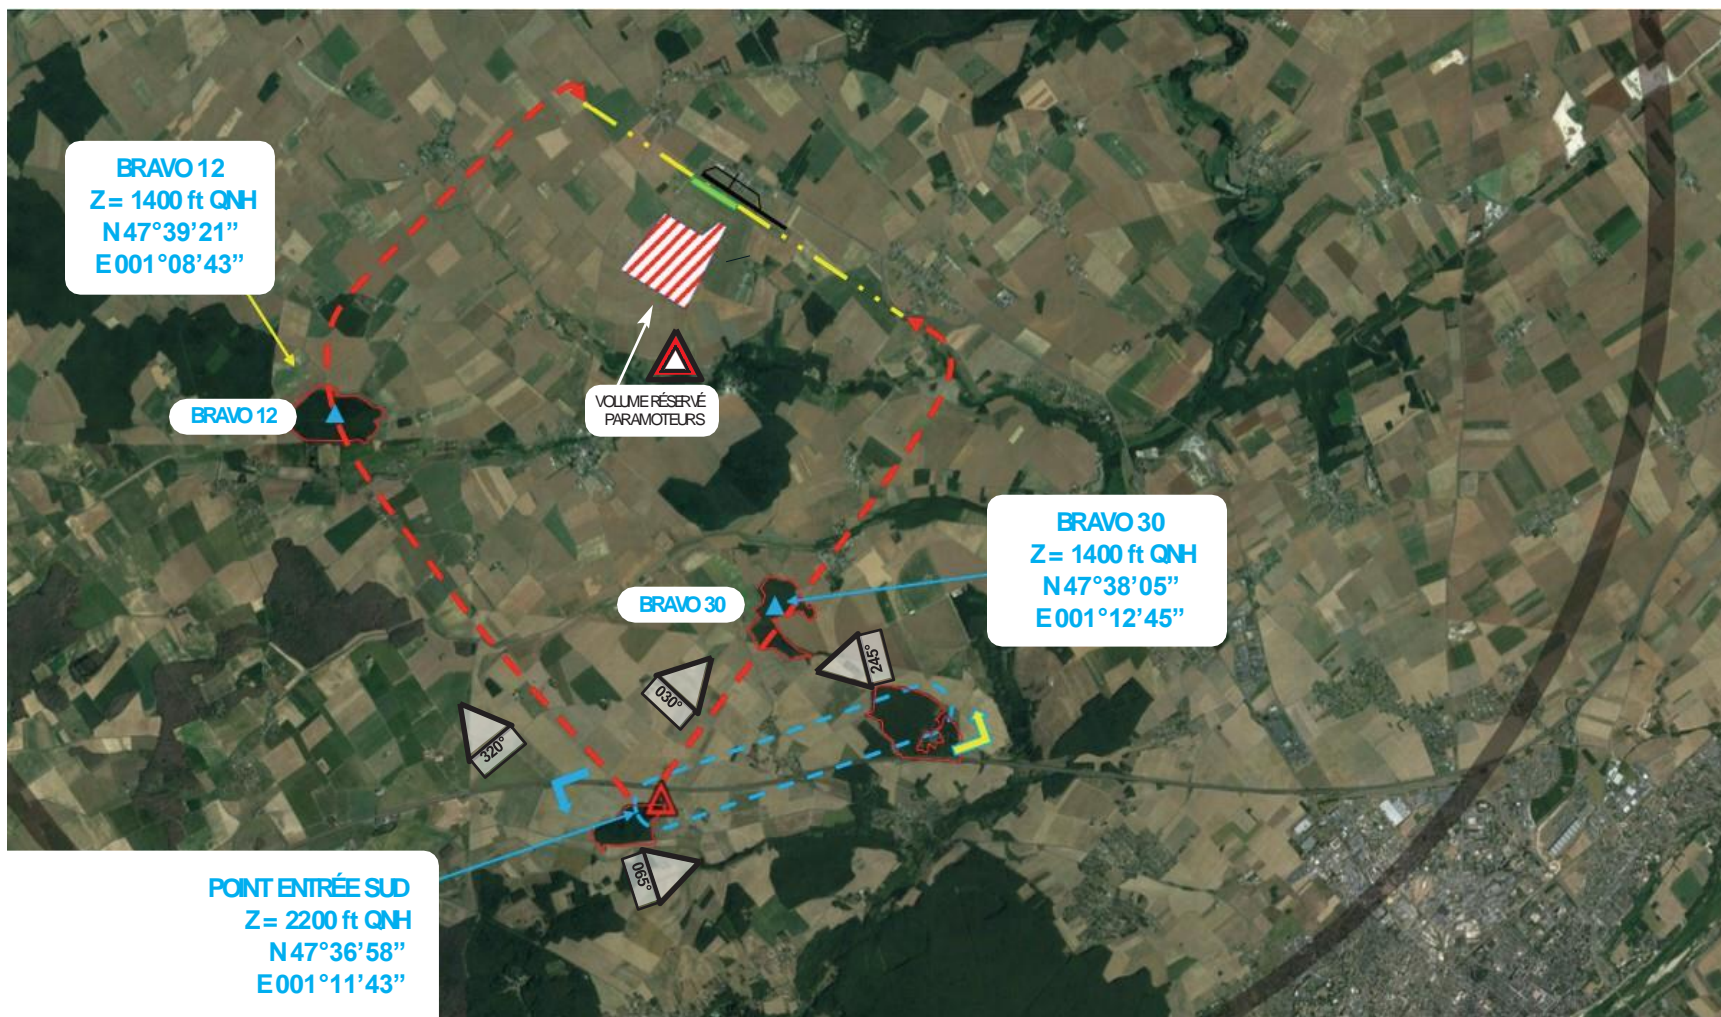 BRAVO 12
Z = 1400 ft QNH
N 47°39’21”
E 001°08’43”
BRAVO 12
VOLUME RÉSERVÉ
PARAMOTEURS
BRAVO 30
Z = 1400 ft QNH
N 47°38’05”
E 001°12’45”
BRAVO 30
245°
030°
320°
065°
POINT ENTRÉE SUD
Z = 2200 ft QNH
N 47°36’58”
E 001°11’43”